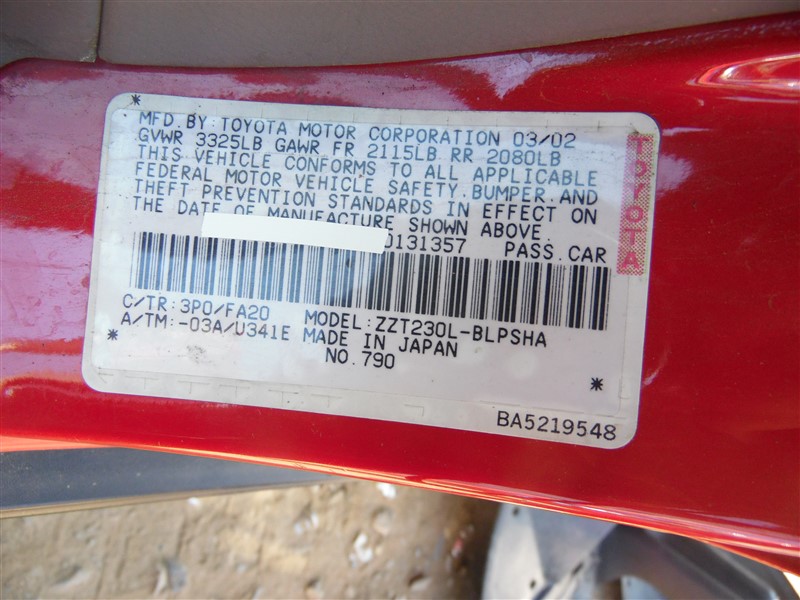 MFD. BY: TOYOTA MOTOR CORPORATION 03/02
GVWR 3325LB GAWR FR 2115LB RR 2080LB
THIS VEHICLE CONFORMS TO ALL APPLICABLE
FEDERAL MOTOR VEHICLE SAFETY. BUMPER. AND
THEFT PREVENTION STANDARDS IN EFFECT ON
THE DATE OF MANUFACTURE SHOWN ABOVE.
0131357 PASS. CAR
C/TR: 3P0/FA20 MODEL: ZZT230L-BLPSHA
A/TM: -03A/U341E MADE IN JAPAN
NO. 790
BA5219548
TOYOTA